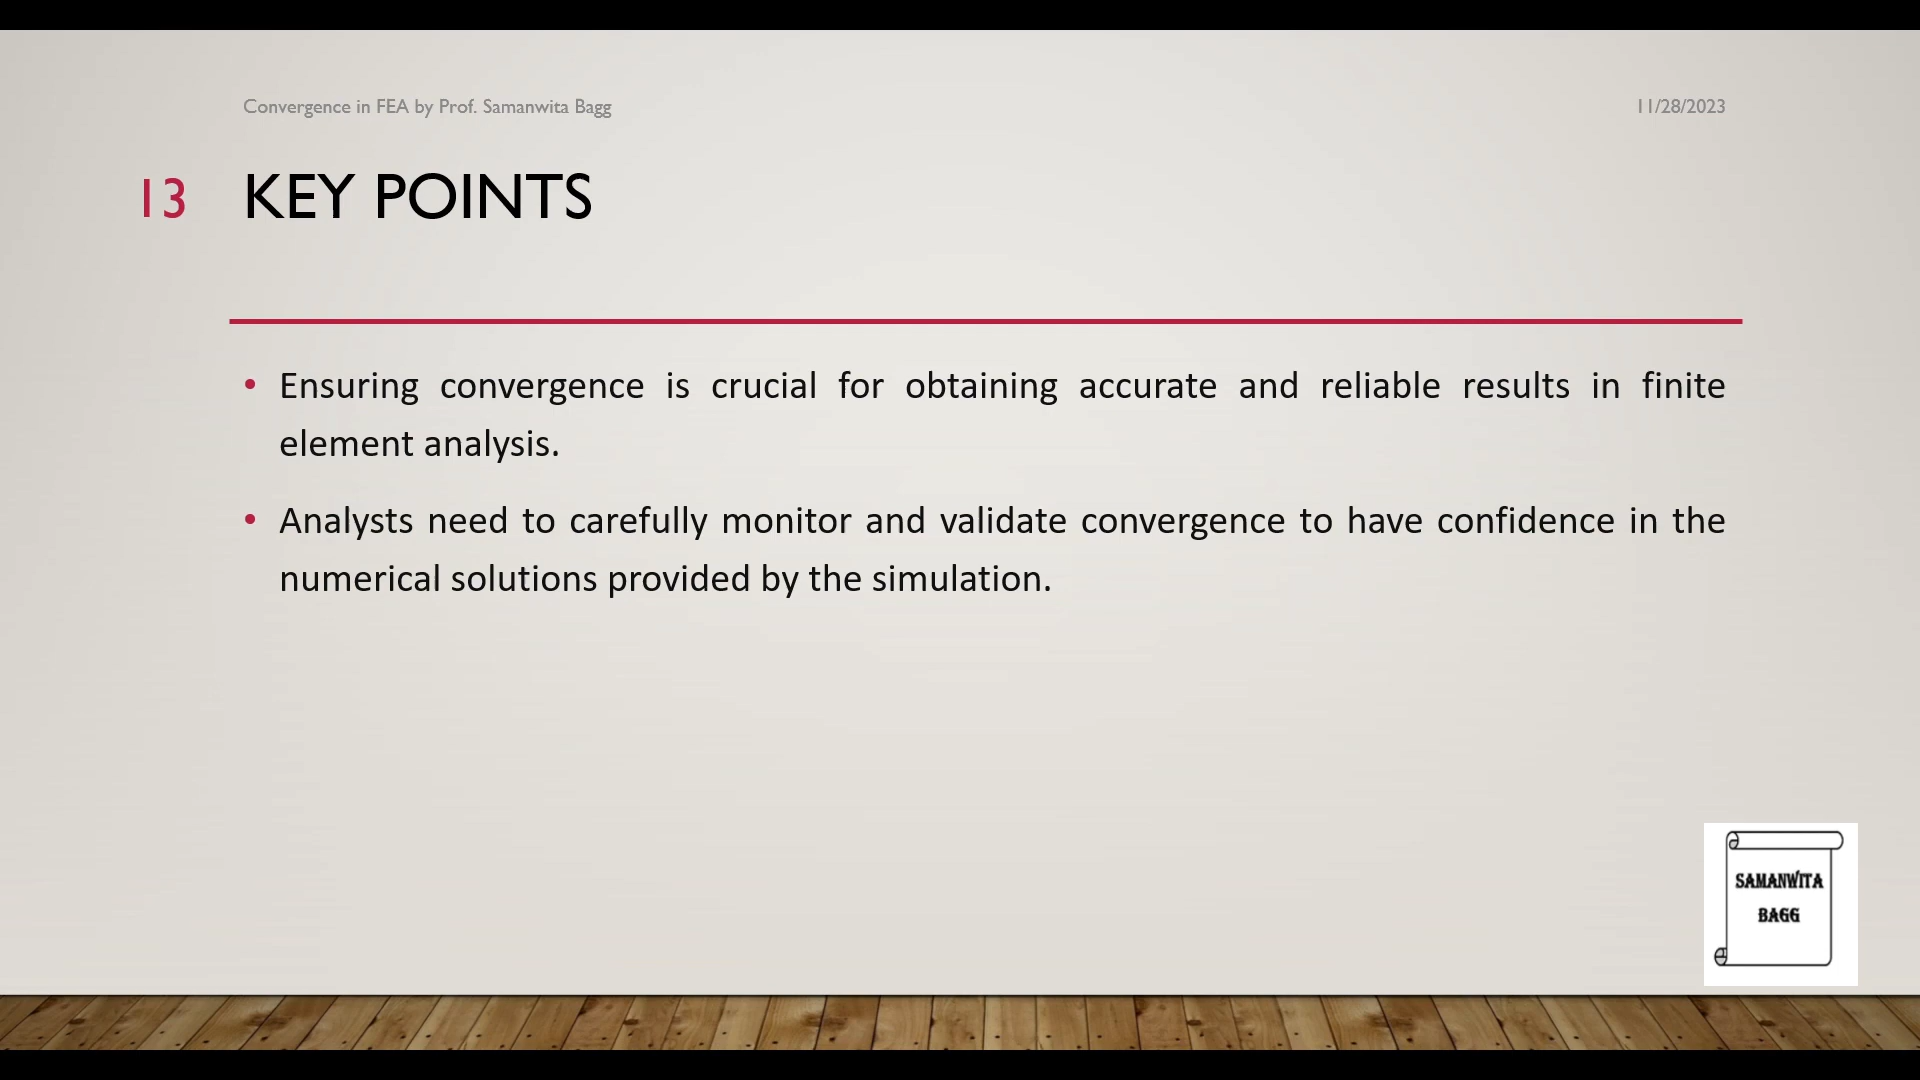 Convergence in FEA by Prof. Samanwita Bagg
11/28/2023
13
KEY POINTS
• Ensuring convergence is crucial for obtaining accurate and reliable results in finite
element analysis.
• Analysts need to carefully monitor and validate convergence to have confidence in the
numerical solutions provided by the simulation.
SAMANWITA
BAGG